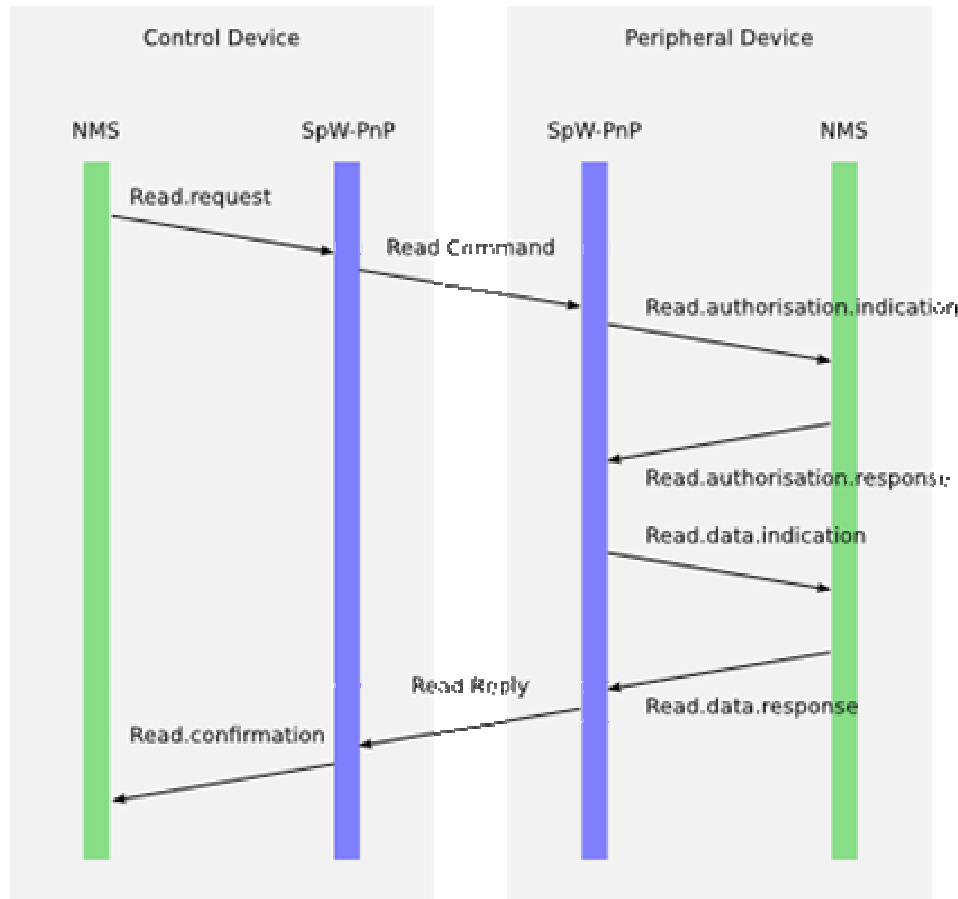 Control Device
Peripheral Device
NMS
SpW-PnP
SpW-PnP
NMS
Read.request
Read Command
Read.authorisation.indication
Read.authorisation.response
Read.data.indication
Read Reply
Read.data.response
Read.confirmation